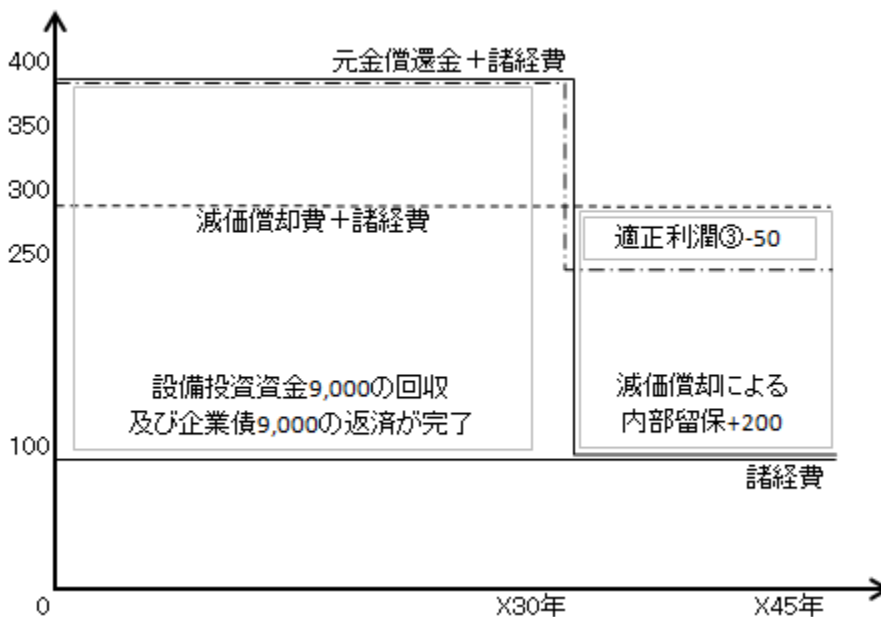 400
元金償還金＋諸経費
350
300
減価償却費＋諸経費
適正利潤③-50
250
設備投資資金9,000の回収
及び企業債9,000の返済が完了
減価償却による
内部留保+200
100
諸経費
0
X30年
X45年